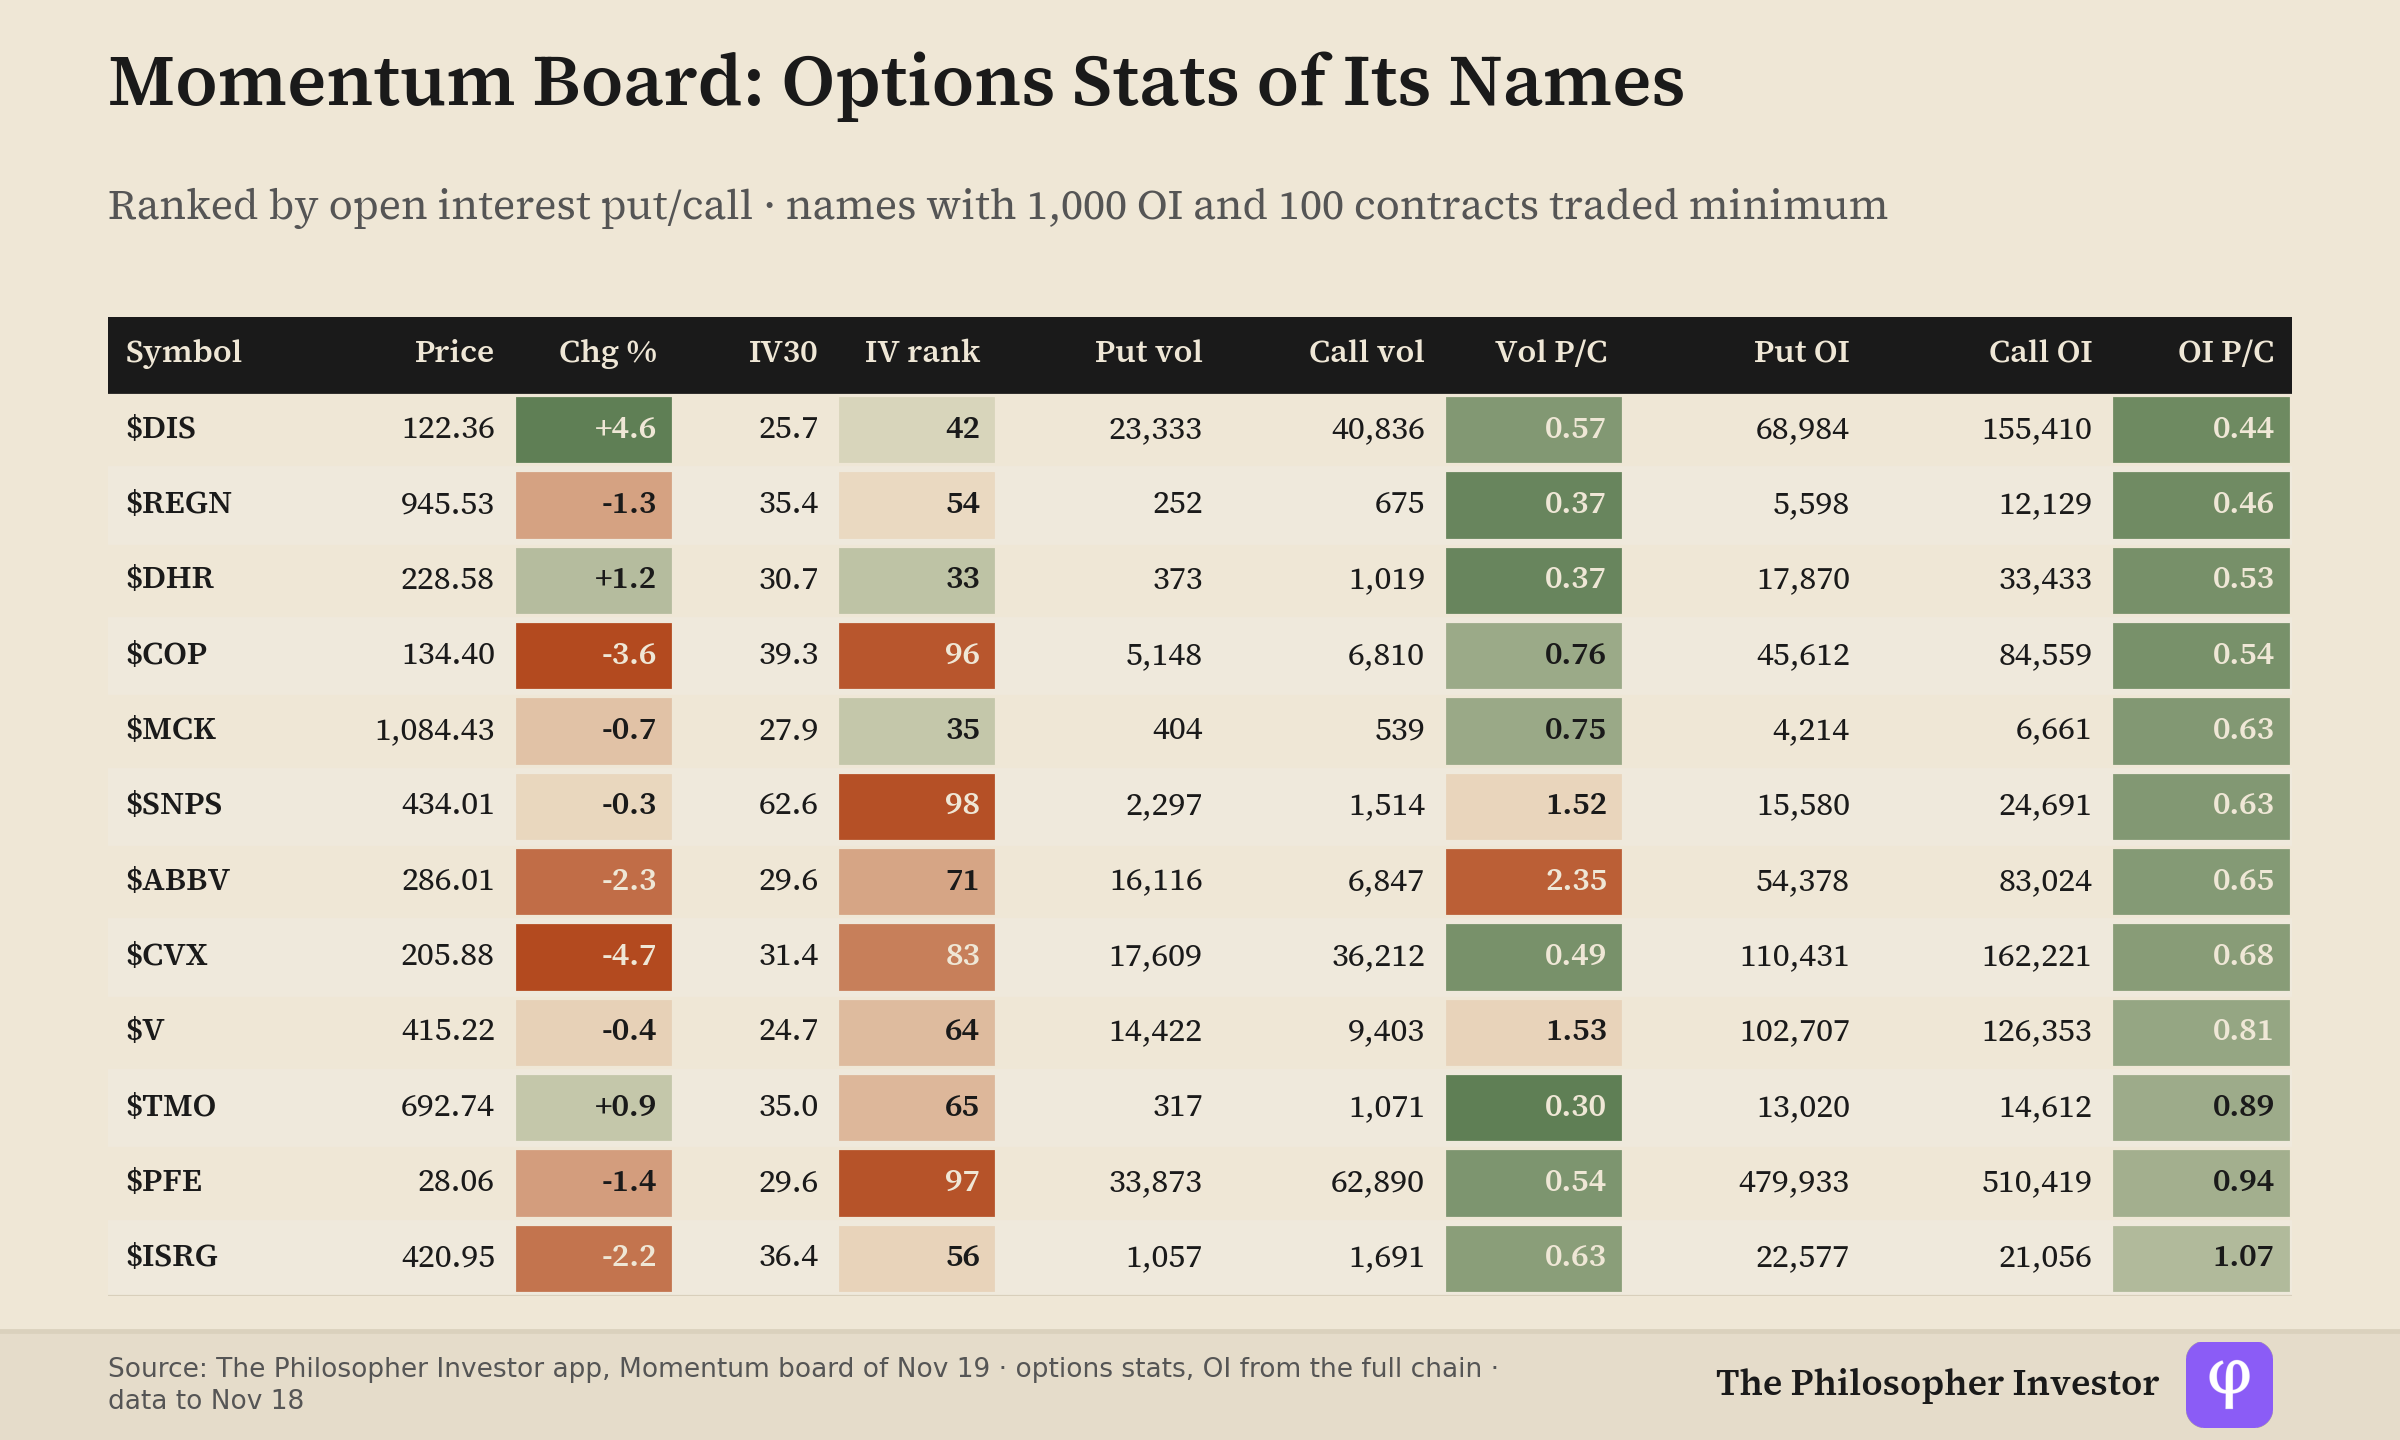 Momentum Board: Options Stats of Its Names
Ranked by open interest put/call · names with 1,000 OI and 100 contracts traded minimum
Symbol Price Chg % IV30 IV rank Put vol Call vol Vol P/C Put OI Call OI OI P/C
$DIS 122.36 +4.6 25.7 42 23,333 40,836 0.57 68,984 155,410 0.44
$REGN 945.53 -1.3 35.4 54 252 675 0.37 5,598 12,129 0.46
$DHR 228.58 +1.2 30.7 33 373 1,019 0.37 17,870 33,433 0.53
$COP 134.40 -3.6 39.3 96 5,148 6,810 0.76 45,612 84,559 0.54
$MCK 1,084.43 -0.7 27.9 35 404 539 0.75 4,214 6,661 0.63
$SNPS 434.01 -0.3 62.6 98 2,297 1,514 1.52 15,580 24,691 0.63
$ABBV 286.01 -2.3 29.6 71 16,116 6,847 2.35 54,378 83,024 0.65
$CVX 205.88 -4.7 31.4 83 17,609 36,212 0.49 110,431 162,221 0.68
$V 415.22 -0.4 24.7 64 14,422 9,403 1.53 102,707 126,353 0.81
$TMO 692.74 +0.9 35.0 65 317 1,071 0.30 13,020 14,612 0.89
$PFE 28.06 -1.4 29.6 97 33,873 62,890 0.54 479,933 510,419 0.94
$ISRG 420.95 -2.2 36.4 56 1,057 1,691 0.63 22,577 21,056 1.07
Source: The Philosopher Investor app, Momentum board of Nov 19 · options stats, OI from the full chain ·
data to Nov 18
The Philosopher Investor φ